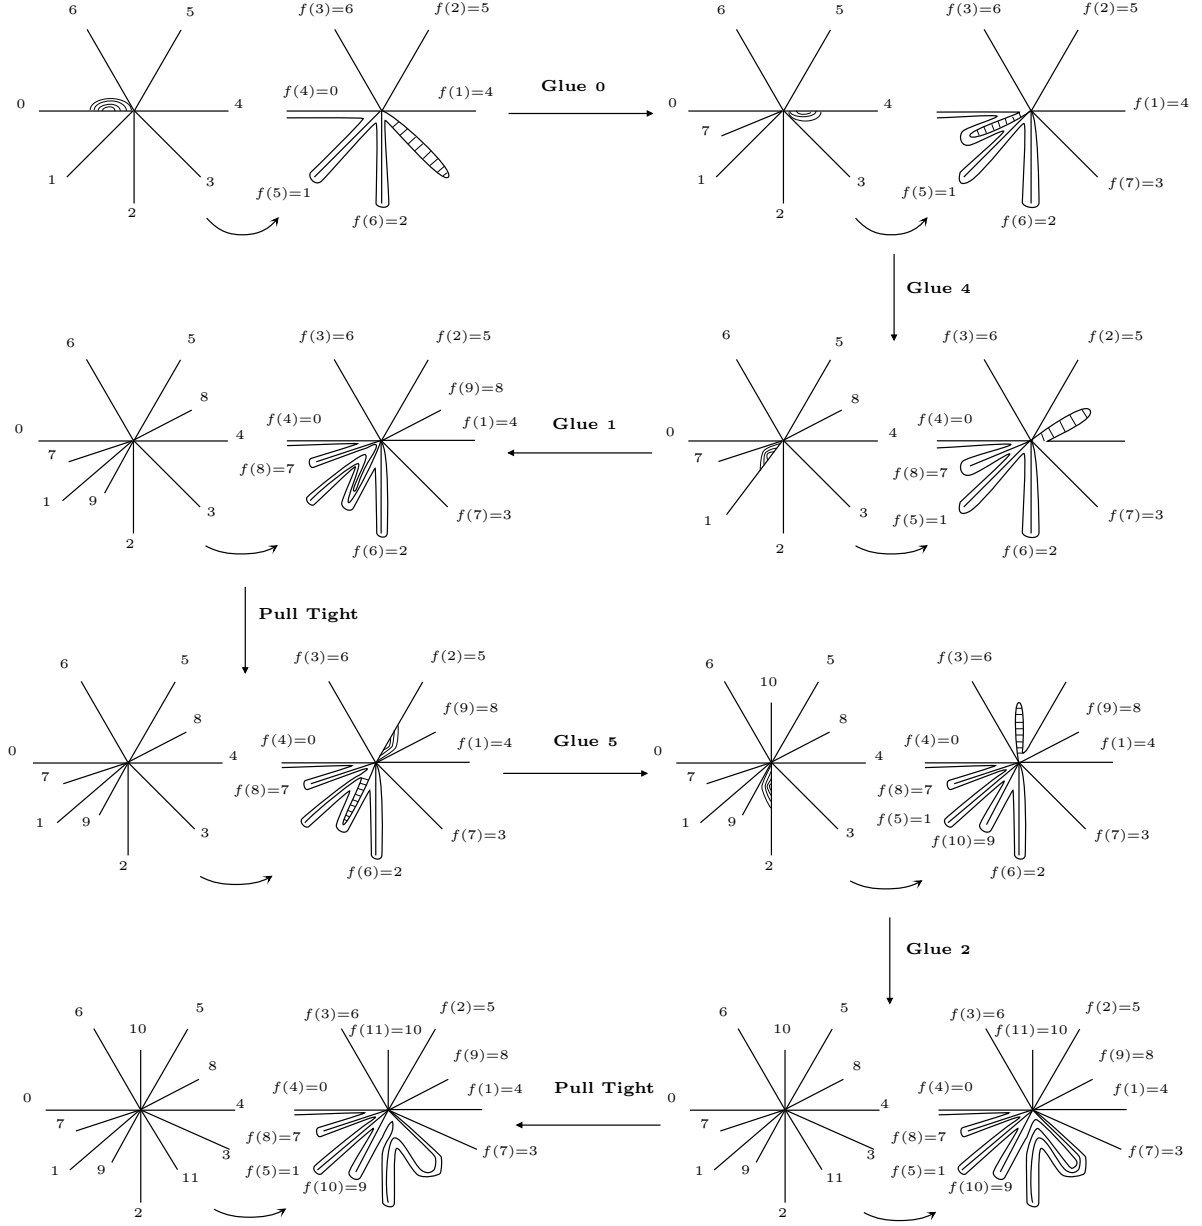 6 5 f(3)=6 f(2)=5 6 5 f(3)=6 f(2)=5
0 4 f(4)=0 f(1)=4 Glue 0 0 4 f(1)=4
7
1 3 f(5)=1 1 3 f(5)=1 f(7)=3
2 f(6)=2 2 f(6)=2
Glue 4
6 5 f(3)=6 f(2)=5 6 5 f(3)=6 f(2)=5
8 f(9)=8 8
0 4 f(4)=0 f(1)=4 Glue 1 0 4 f(4)=0
7 f(8)=7 7 f(8)=7
1 9 3 f(7)=3 1 3 f(5)=1 f(7)=3
2 f(6)=2 2 f(6)=2
Pull Tight
6 5 f(3)=6 f(2)=5 6 10 5 f(3)=6
8 f(9)=8 8 f(9)=8
0 4 f(4)=0 f(1)=4 Glue 5 0 4 f(4)=0 f(1)=4
7 f(8)=7 7 f(8)=7
1 9 3 f(7)=3 1 9 3 f(5)=1 f(10)=9 f(7)=3
2 f(6)=2 2 f(6)=2
Glue 2
6 10 5 f(3)=6 f(11)=10 f(2)=5 6 10 5 f(3)=6 f(11)=10 f(2)=5
8 f(9)=8 8 f(9)=8
0 4 f(4)=0 f(1)=4 Pull Tight 0 4 f(4)=0 f(1)=4
7 f(8)=7 7 f(8)=7
1 9 11 3 f(5)=1 f(10)=9 f(7)=3 1 9 11 3 f(5)=1 f(10)=9 f(7)=3
2 2